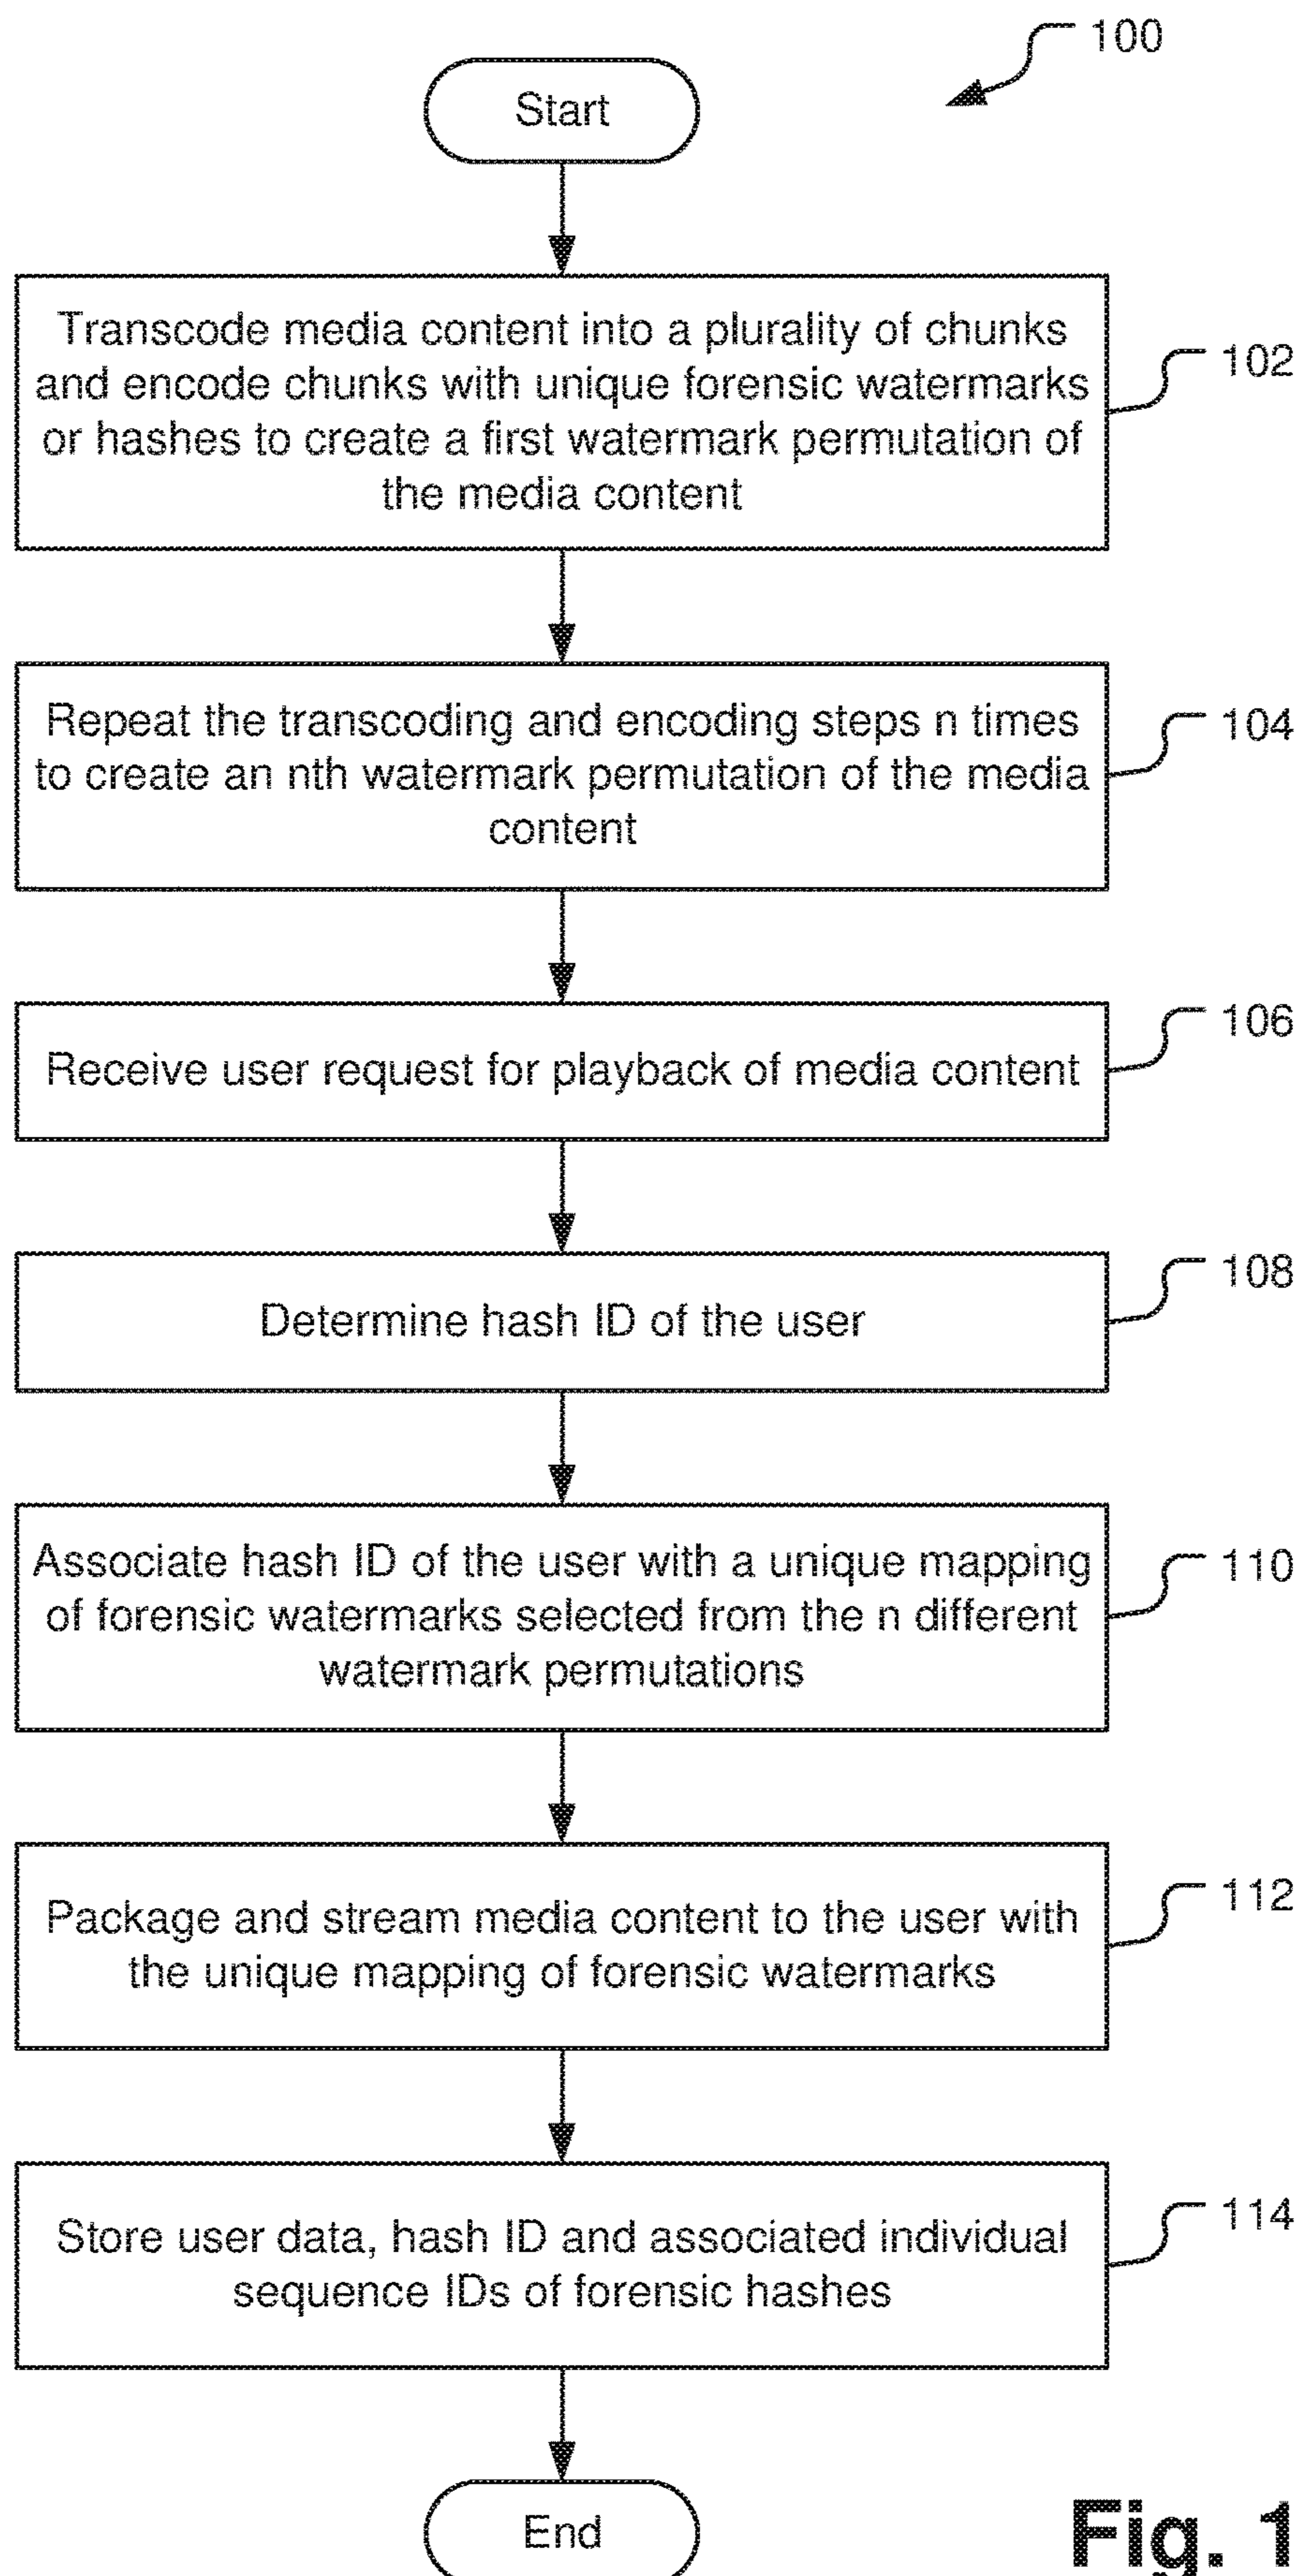 100
Start
Transcode media content into a plurality of chunks
and encode chunks with unique forensic watermarks
or hashes to create a first watermark permutation of
the media content
102
Repeat the transcoding and encoding steps n times
to create an nth watermark permutation of the media
content
104
Receive user request for playback of media content
106
Determine hash ID of the user
108
Associate hash ID of the user with a unique mapping
of forensic watermarks selected from the n different
watermark permutations
110
Package and stream media content to the user with
the unique mapping of forensic watermarks
112
Store user data, hash ID and associated individual
sequence IDs of forensic hashes
114
End
Fig. 1